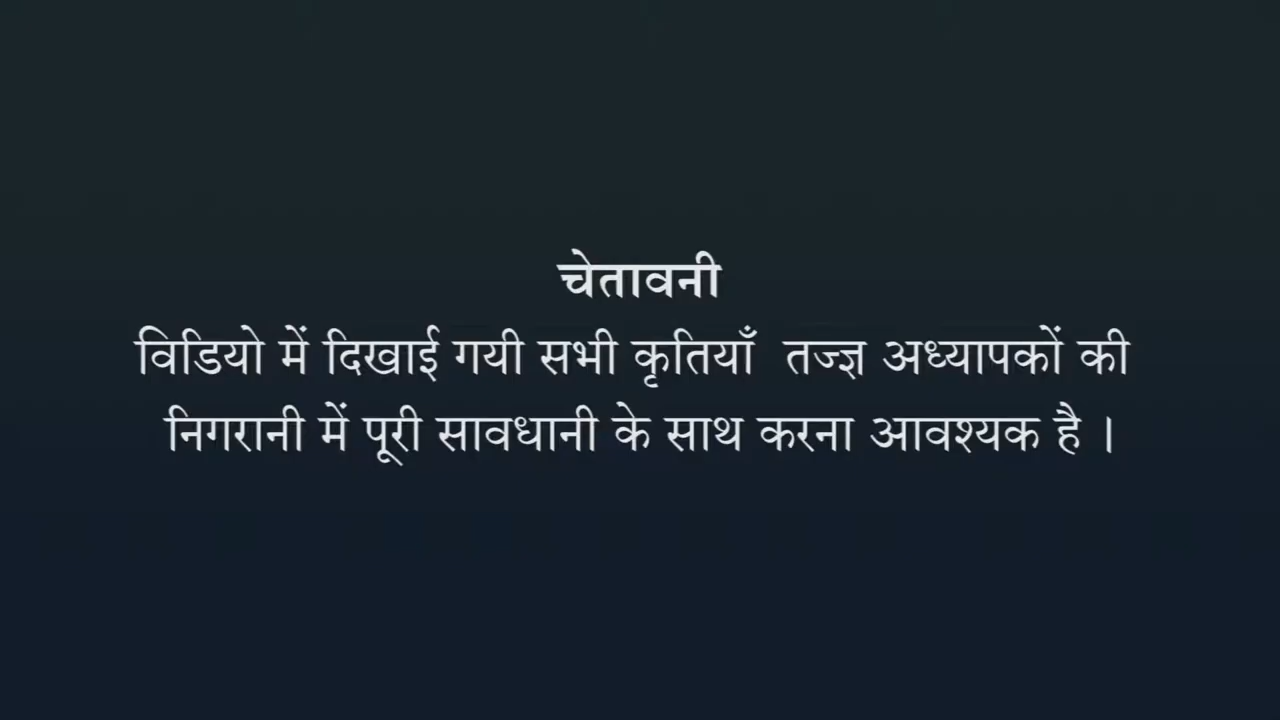 चेतावनी
विडियो में दिखाई गयी सभी कृतियाँ तज्ज्ञ अध्यापकों की
निगरानी में पूरी सावधानी के साथ करना आवश्यक है ।